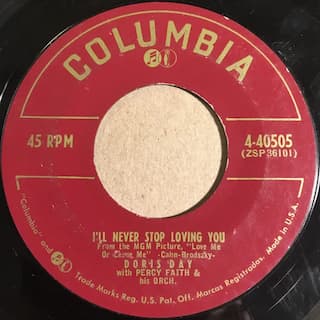 COLUMBIA
45 RPM
4-40505
(ZSP36101)
I'LL NEVER STOP LOVING YOU
From the MGM Picture, "Love Me
Or Leave Me" -Cahn-Brodszky-
DORIS DAY
with PERCY FAITH &
his ORCH.
"Columbia" and Trade Marks Reg. U.S. Pat. Off. Marcas Registradas. Made in U.S.A.